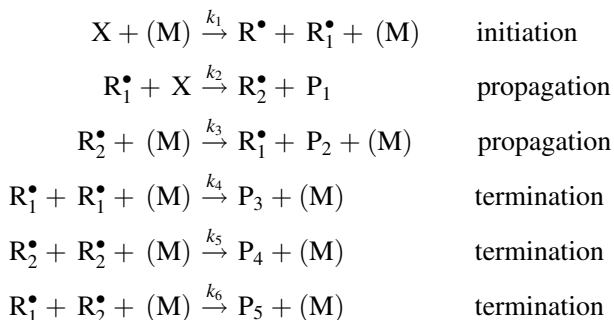 X + (M) →k₁ R• + R₁• + (M) initiation
R₁• + X →k₂ R₂• + P₁ propagation
R₂• + (M) →k₃ R₁• + P₂ + (M) propagation
R₁• + R₁• + (M) →k₄ P₃ + (M) termination
R₂• + R₂• + (M) →k₅ P₄ + (M) termination
R₁• + R₂• + (M) →k₆ P₅ + (M) termination